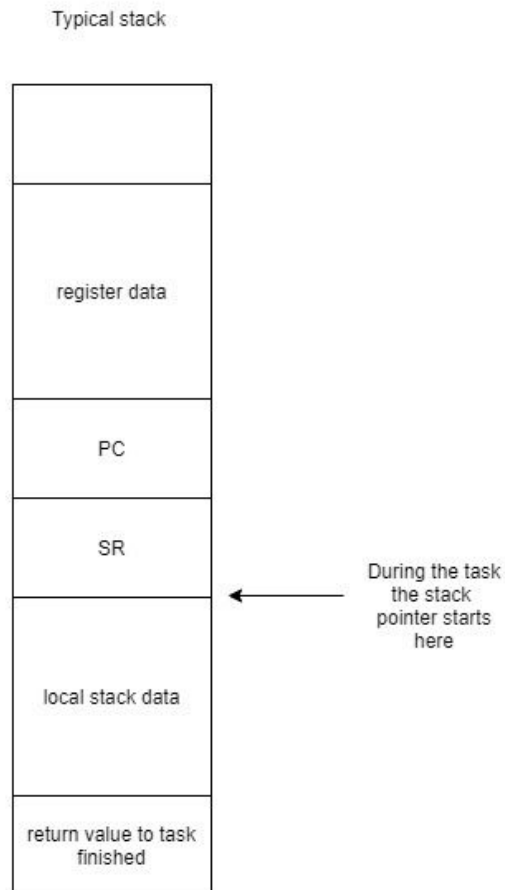 Typical stack
register data
PC
SR
During the task
the stack
pointer starts
here
local stack data
return value to task
finished